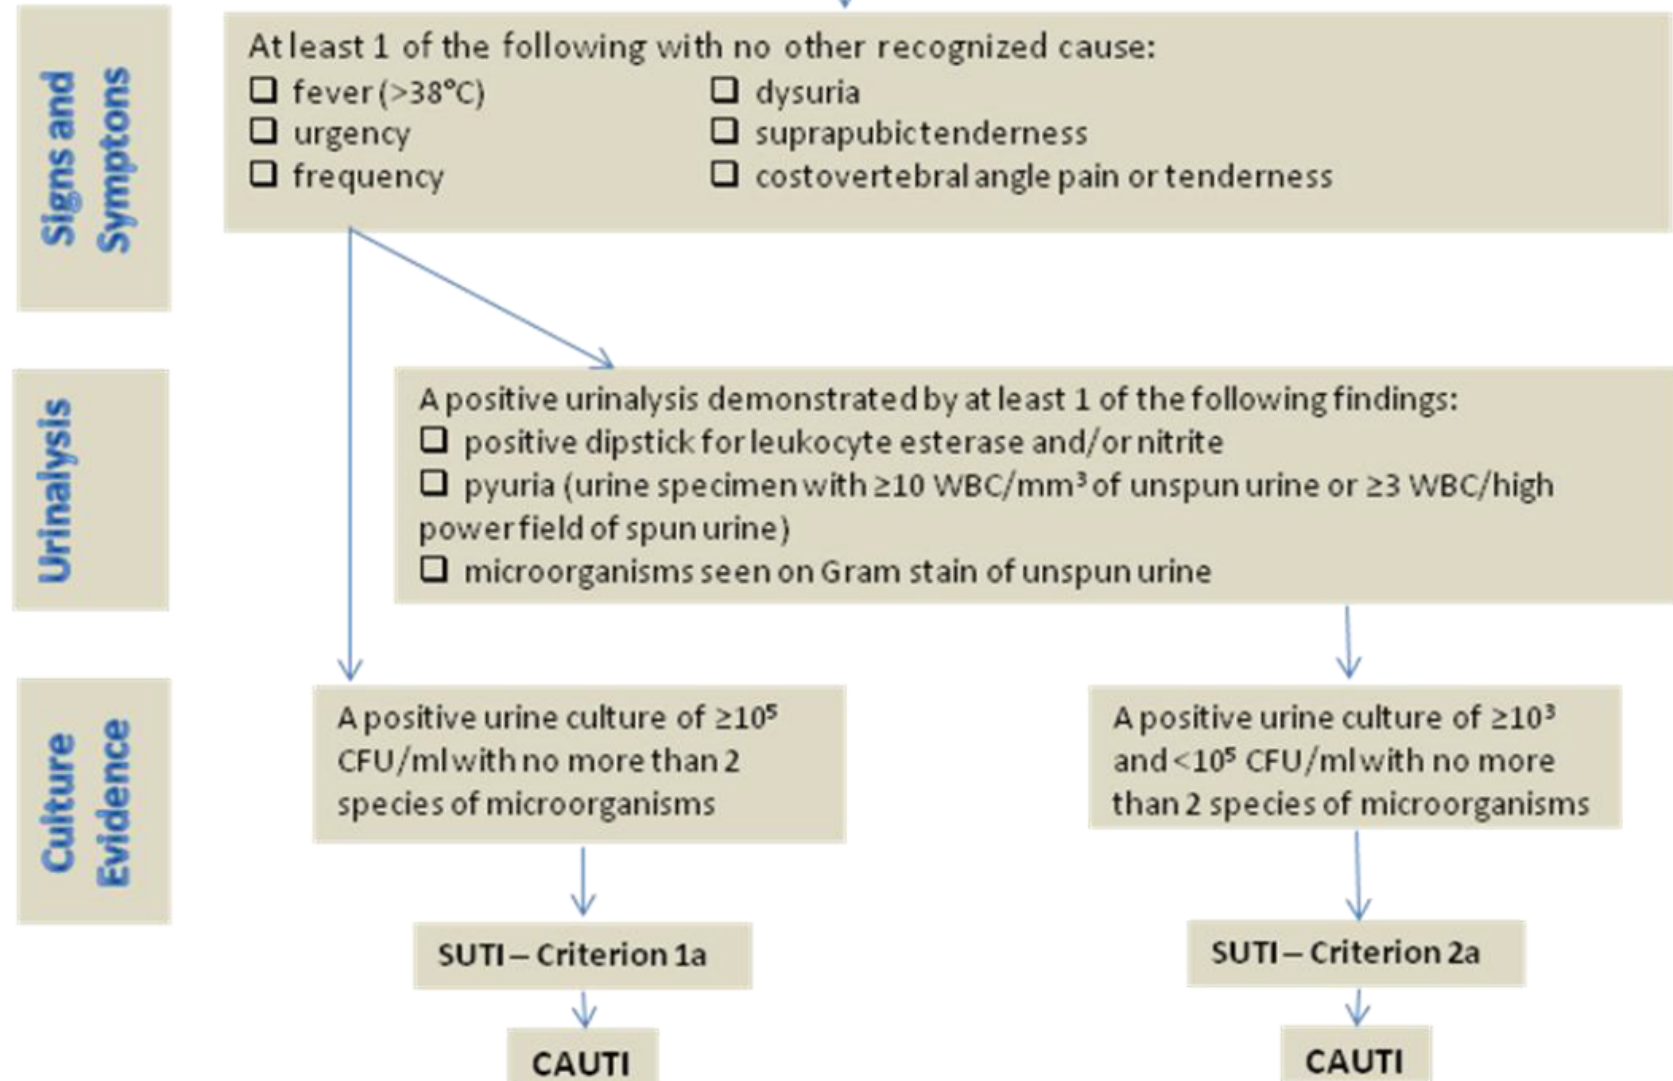 Signs and
Symptons
At least 1 of the following with no other recognized cause:
❑ fever (>38°C)
❑ dysuria
❑ urgency
❑ suprapubic tenderness
❑ frequency
❑ costovertebral angle pain or tenderness
Urinalysis
A positive urinalysis demonstrated by at least 1 of the following findings:
❑ positive dipstick for leukocyte esterase and/or nitrite
❑ pyuria (urine specimen with ≥10 WBC/mm³ of unspun urine or ≥3 WBC/high
power field of spun urine)
❑ microorganisms seen on Gram stain of unspun urine
Culture
Evidence
A positive urine culture of ≥10⁵
CFU/ml with no more than 2
species of microorganisms
A positive urine culture of ≥10³
and <10⁵ CFU/ml with no more
than 2 species of microorganisms
SUTI – Criterion 1a
SUTI – Criterion 2a
CAUTI
CAUTI